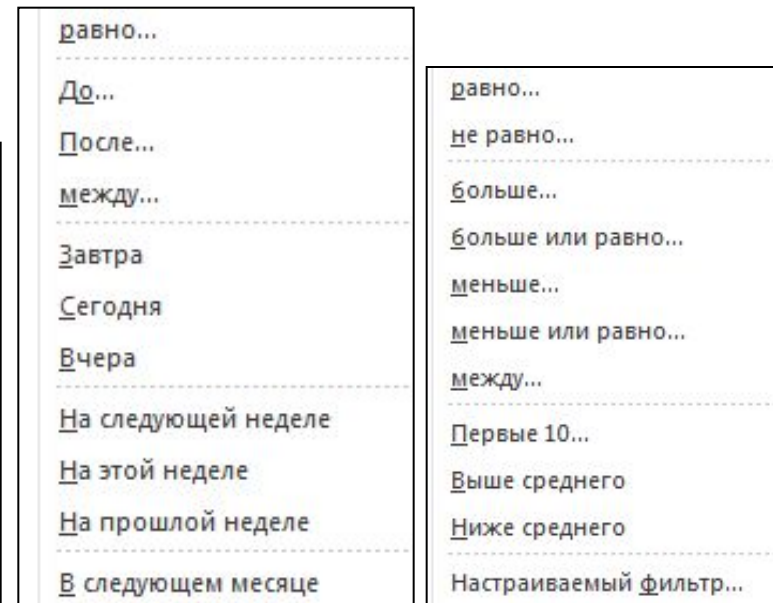 равно...
До...
После...
между...
Завтра
Сегодня
Вчера
На следующей неделе
На этой неделе
На прошлой неделе
В следующем месяце
равно...
не равно...
больше...
больше или равно...
меньше...
меньше или равно...
между...
Первые 10...
Выше среднего
Ниже среднего
Настраиваемый фильтр...